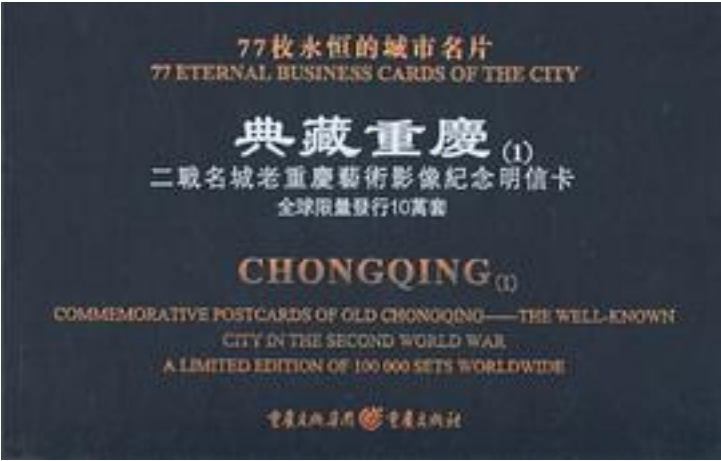 77枚永恒的城市名片
77 ETERNAL BUSINESS CARDS OF THE CITY
典藏重慶(1)
二戰名城老重慶藝術影像紀念明信卡
全球限量發行10萬套
CHONGQING(1)
COMMEMORATIVE POSTCARDS OF OLD CHONGQING——THE WELL-KNOWN
CITY IN THE SECOND WORLD WAR
A LIMITED EDITION OF 100 000 SETS WORLDWIDE
重庆出版集团 重庆出版社